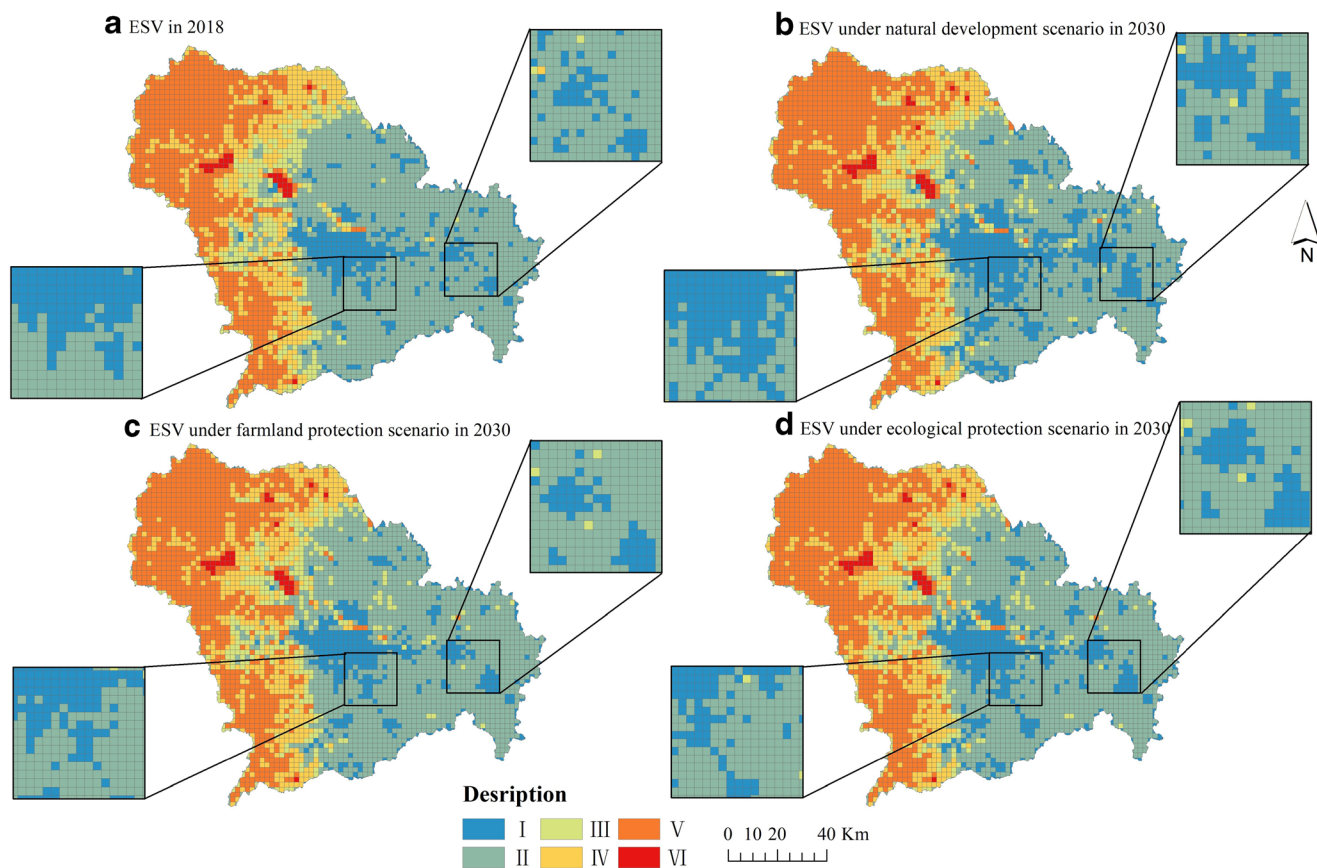 a ESV in 2018
b ESV under natural development scenario in 2030
N
c ESV under farmland protection scenario in 2030
d ESV under ecological protection scenario in 2030
Desription
I III V
II IV VI
0 10 20 40 Km